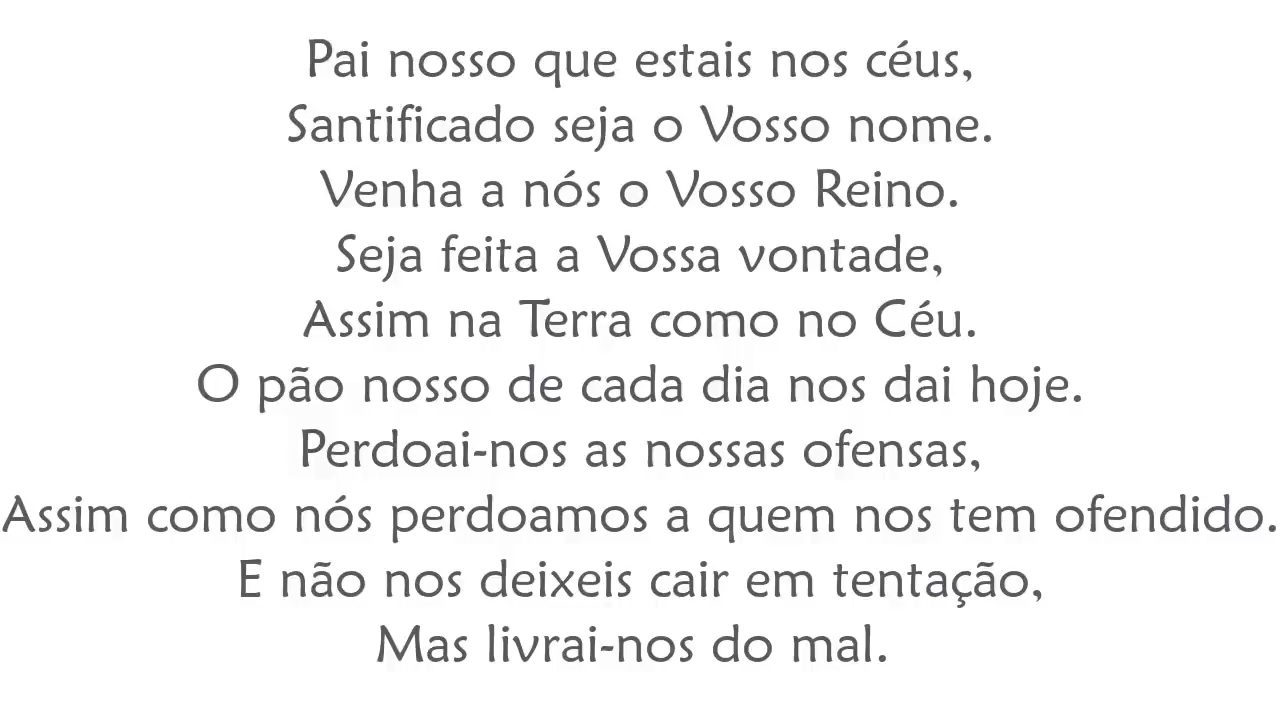 Pai nosso que estais nos céus,
Santificado seja o Vosso nome.
Venha a nós o Vosso Reino.
Seja feita a Vossa vontade,
Assim na Terra como no Céu.
O pão nosso de cada dia nos dai hoje.
Perdoai-nos as nossas ofensas,
Assim como nós perdoamos a quem nos tem ofendido.
E não nos deixeis cair em tentação,
Mas livrai-nos do mal.